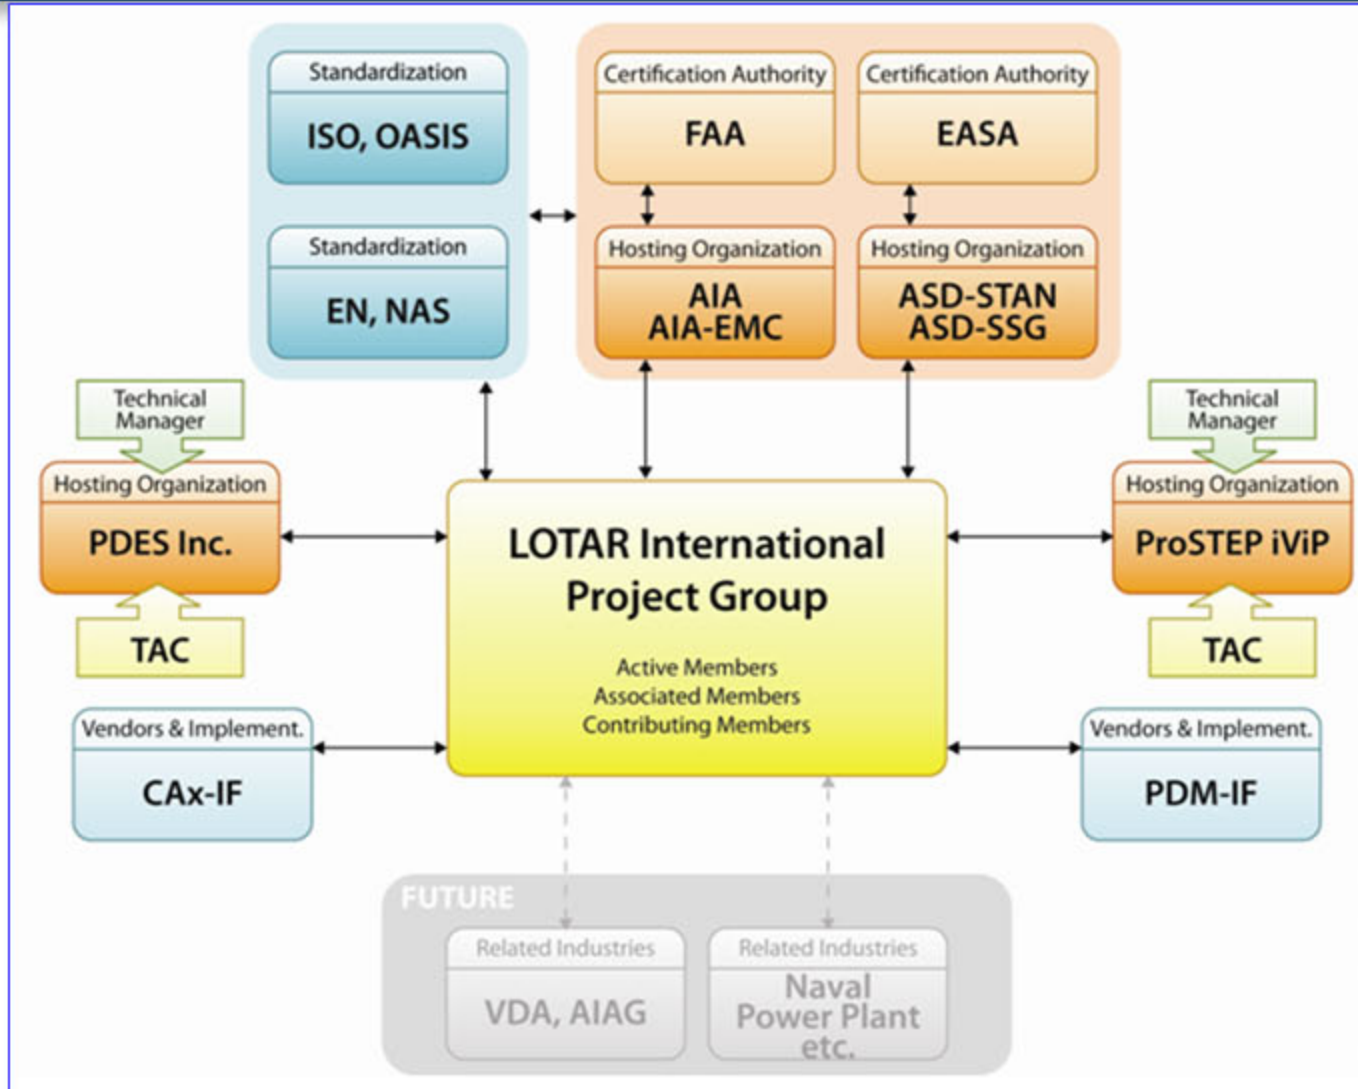 Standardization
ISO, OASIS
Certification Authority
FAA
Certification Authority
EASA
Standardization
EN, NAS
Hosting Organization
AIA
AIA-EMC
Hosting Organization
ASD-STAN
ASD-SSG
Technical
Manager
Hosting Organization
PDES Inc.
TAC
LOTAR International
Project Group
Active Members
Associated Members
Contributing Members
Technical
Manager
Hosting Organization
ProSTEP iViP
TAC
Vendors & Implement.
CAx-IF
Vendors & Implement.
PDM-IF
FUTURE
Related Industries
VDA, AIAG
Related Industries
Naval
Power Plant
etc.